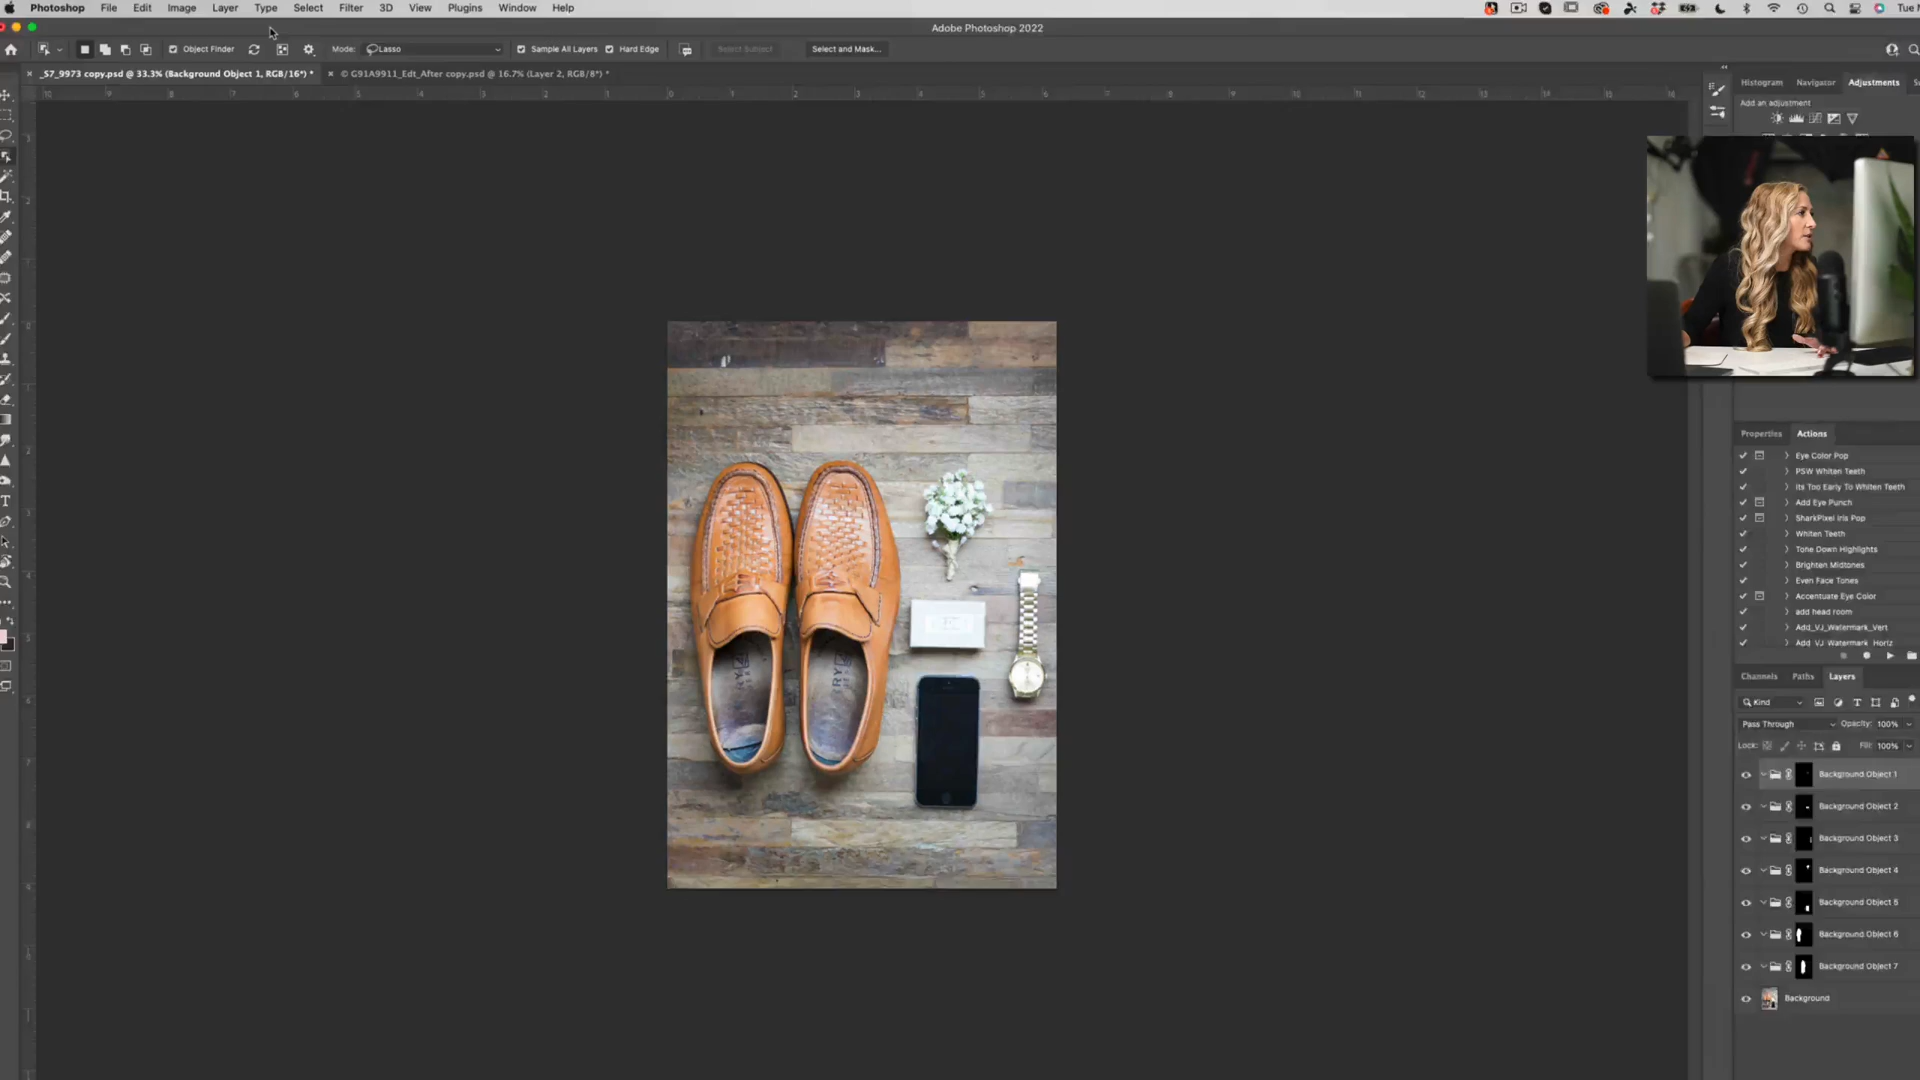 Photoshop File Edit Image Layer Type Select Filter 3D View Plugins Window Help
Adobe Photoshop 2022
Object Finder Mode: Lasso Sample All Layers Hard Edge Select Subject Select and Mask...
_S7_9973 copy.psd @ 33.3% (Background Object 1, RGB/16*) * © G91A9911_Edt_After copy.psd @ 16.7% (Layer 2, RGB/8*) *
Histogram Navigator Adjustments
Add an adjustment
Properties Actions
Eye Color Pop
PSW Whiten Teeth
Its Too Early To Whiten Teeth
Add Eye Punch
SharkPixel Iris Pop
Whiten Teeth
Tone Down Highlights
Brighten Midtones
Even Face Tones
Accentuate Eye Color
add head room
Add_VJ_Watermark_Vert
Add_VJ_Watermark_Horiz
Channels Paths Layers
Kind
Pass Through Opacity: 100%
Lock: Fill: 100%
Background Object 1
Background Object 2
Background Object 3
Background Object 4
Background Object 5
Background Object 6
Background Object 7
Background